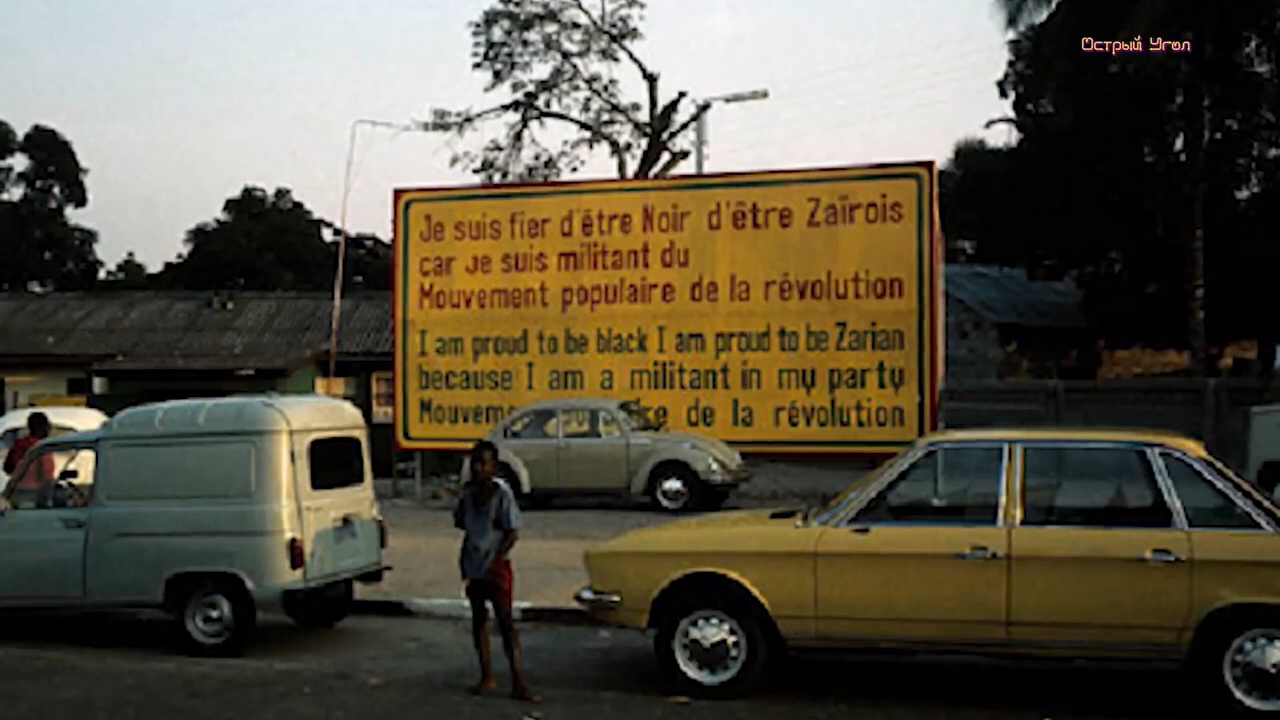 Острый Угол
Je suis fier d'être Noir d'être Zaïrois
car Je suis militant du
Mouvement populaire de la révolution
I am proud to be black I am proud to be Zarian
because I am a militant in my party
de la révolution